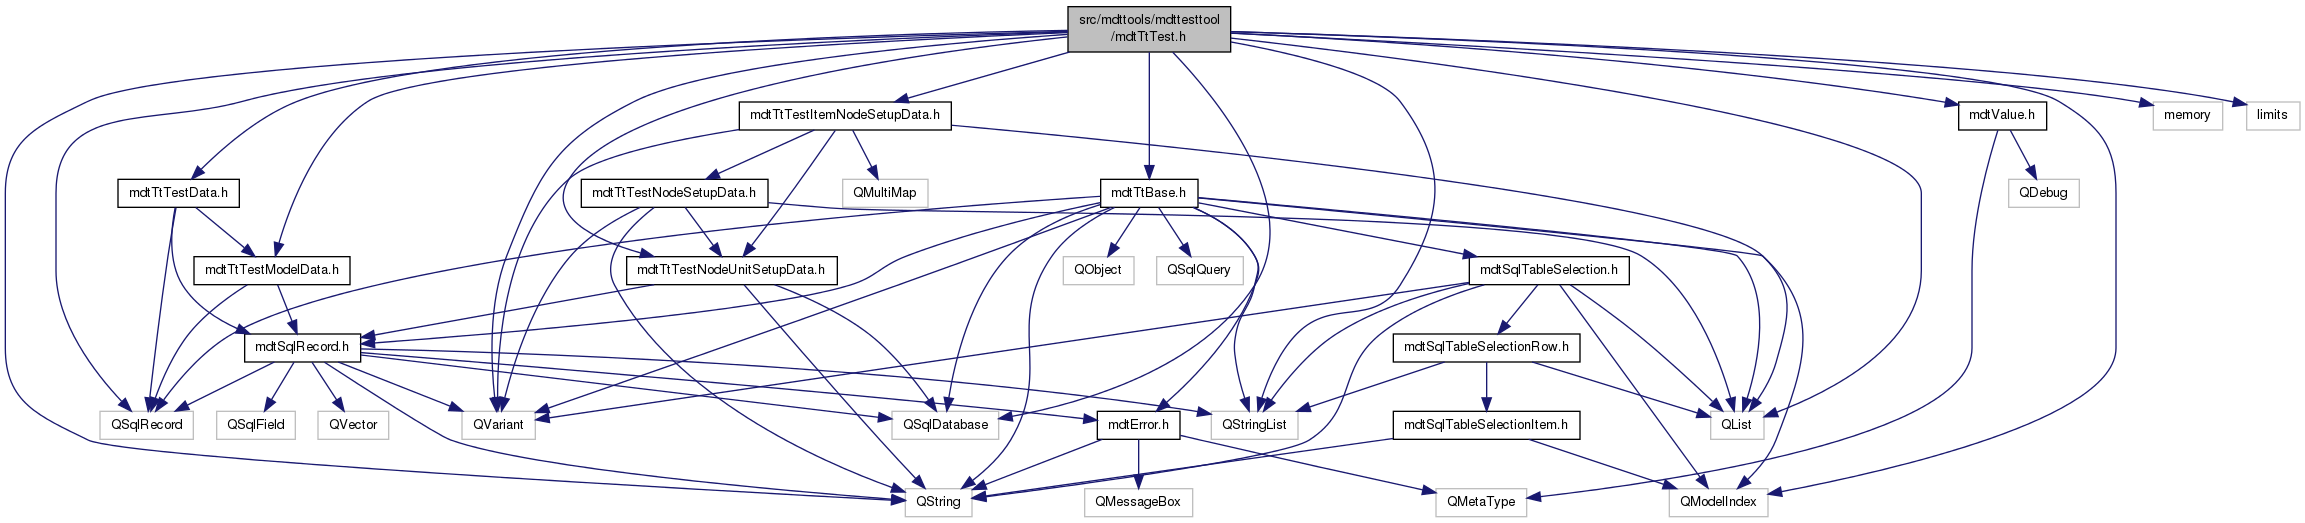 src/mdttools/mdttesttool
/mdtTtTest.h
mdtTtTestItemNodeSetupData.h
mdtValue.h
memory
limits
mdtTtTestData.h
mdtTtTestNodeSetupData.h
QMultiMap
mdtTtBase.h
QDebug
mdtTtTestModelData.h
mdtTtTestNodeUnitSetupData.h
QObject
QSqlQuery
mdtSqlTableSelection.h
mdtSqlRecord.h
mdtSqlTableSelectionRow.h
QSqlRecord
QSqlField
QVector
QVariant
QSqlDatabase
mdtError.h
QStringList
mdtSqlTableSelectionItem.h
QList
QString
QMessageBox
QMetaType
QModelIndex